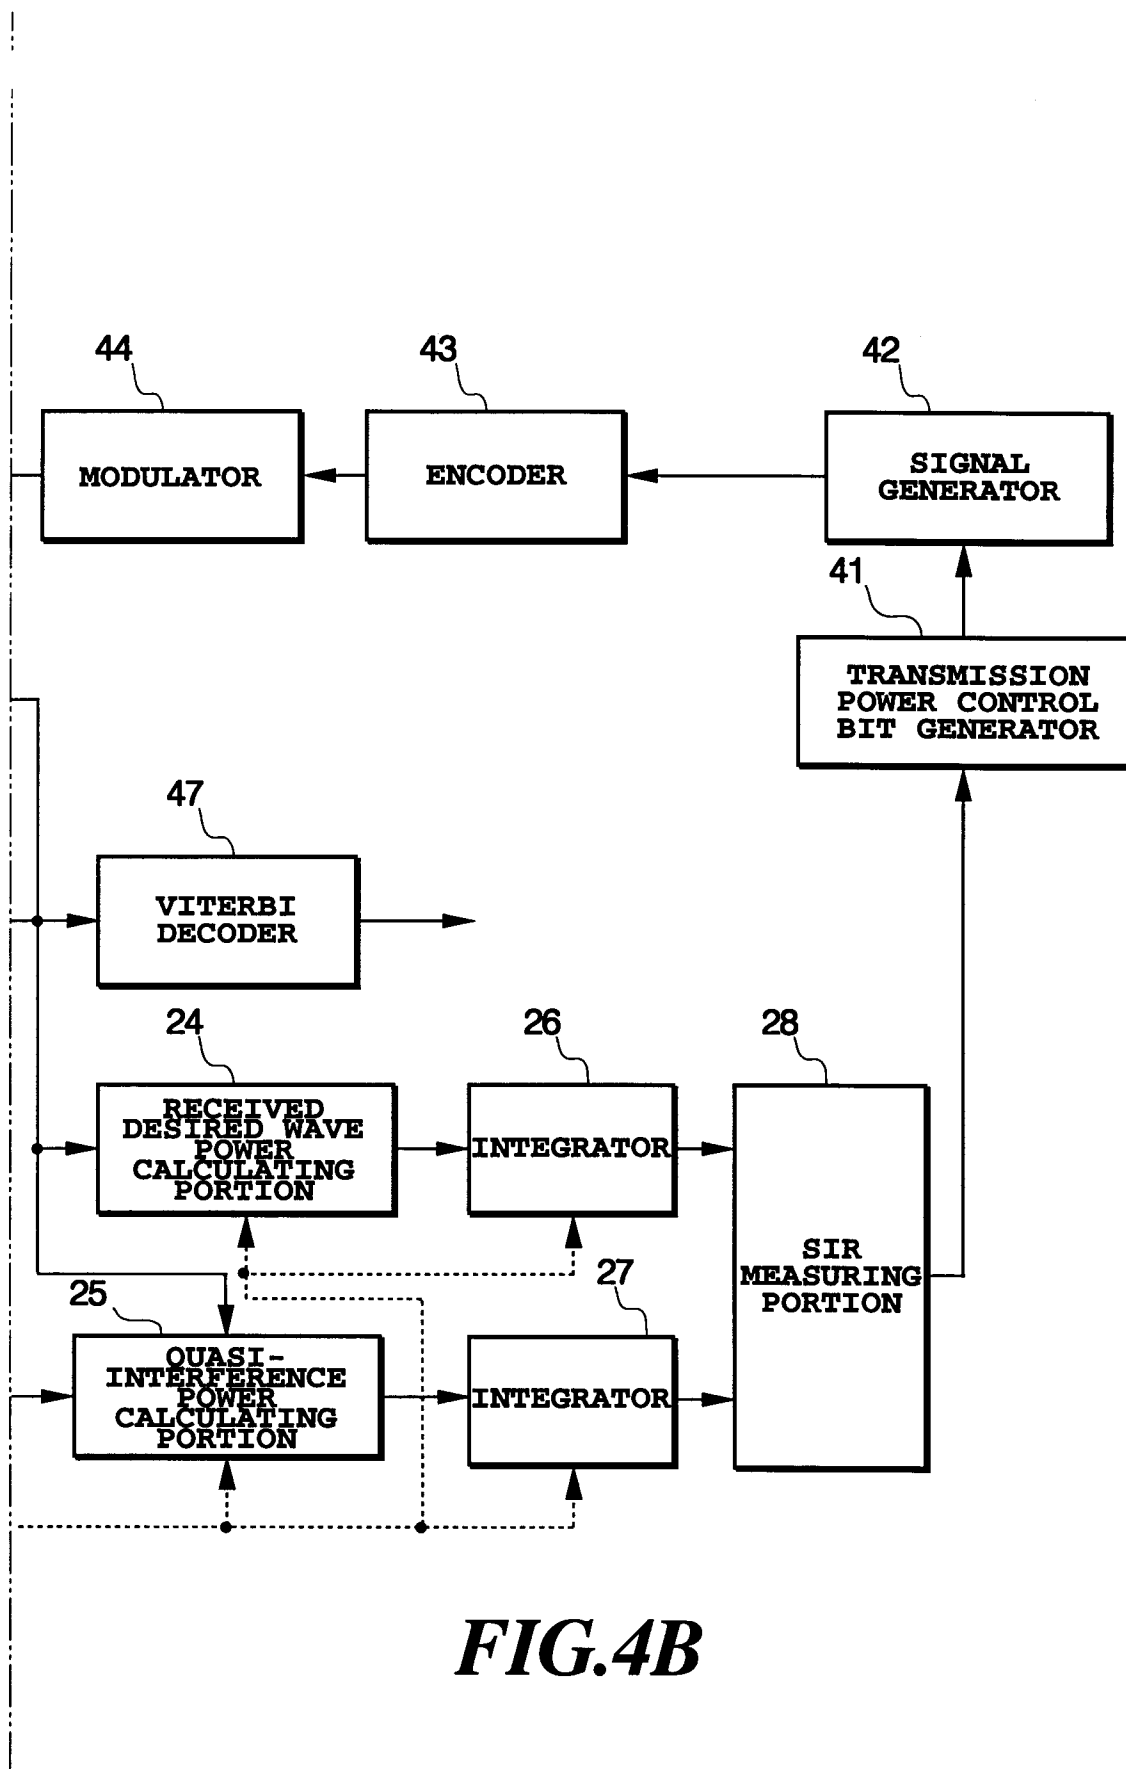 44
43
42
MODULATOR
ENCODER
SIGNAL
GENERATOR
41
TRANSMISSION
POWER CONTROL
BIT GENERATOR
47
VITERBI
DECODER
24
26
28
RECEIVED
DESIRED WAVE
POWER
CALCULATING
PORTION
INTEGRATOR
SIR
MEASURING
PORTION
25
27
QUASI-
INTERFERENCE
POWER
CALCULATING
PORTION
INTEGRATOR
FIG.4B